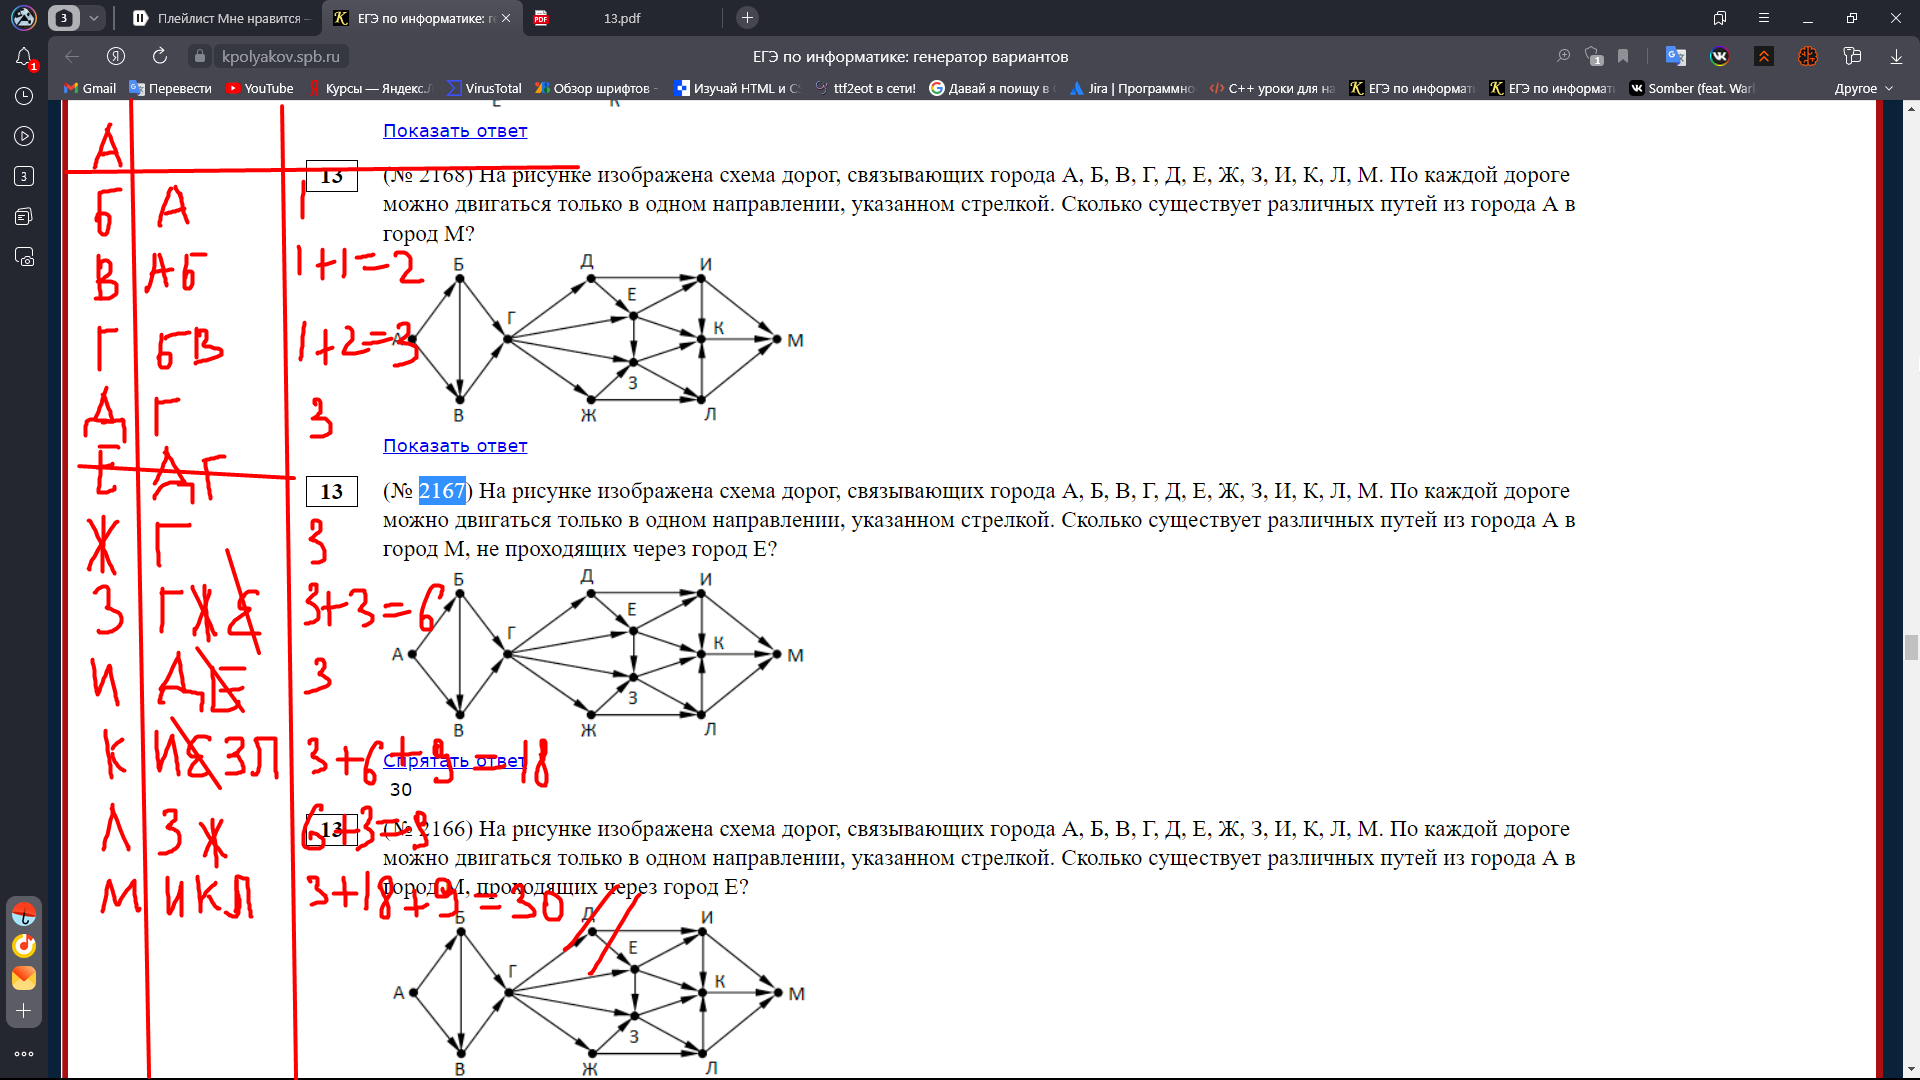 3
Плейлист Мне нравится —
ЕГЭ по информатике: ге
13.pdf
1
kpolyakov.spb.ru
ЕГЭ по информатике: генератор вариантов
1
Gmail
Перевести
YouTube
Курсы — Яндекс.
VirusTotal
Обзор шрифтов -
Изучай HTML и C
ttf2eot в сети!
Давай я поищу в
Jira | Программно
C++ уроки для на
ЕГЭ по информат
ЕГЭ по информати
Somber (feat. War
Другое
3
Показать ответ
13
(№ 2168) На рисунке изображена схема дорог, связывающих города А, Б, В, Г, Д, Е, Ж, З, И, К, Л, М. По каждой дороге
можно двигаться только в одном направлении, указанном стрелкой. Сколько существует различных путей из города А в
город М?
Б Д И
Е
Г К
А М
З
В Ж Л
Показать ответ
13
(№ 2167) На рисунке изображена схема дорог, связывающих города А, Б, В, Г, Д, Е, Ж, З, И, К, Л, М. По каждой дороге
можно двигаться только в одном направлении, указанном стрелкой. Сколько существует различных путей из города А в
город М, не проходящих через город Е?
Б Д И
Е
Г К
А М
З
В Ж Л
Спрятать ответ
30
13
(№ 2166) На рисунке изображена схема дорог, связывающих города А, Б, В, Г, Д, Е, Ж, З, И, К, Л, М. По каждой дороге
можно двигаться только в одном направлении, указанном стрелкой. Сколько существует различных путей из города А в
город М, проходящих через город Е?
Б Д И
Е
Г К
А М
З
В Ж Л
А
Б А 1
В АБ 1+1=2
Г БВ 1+2=3
Д Г 3
Е ДГ
Ж Г 3
З ГЖЕ 3+3=6
И ДЕ 3
К ИЕЗЛ 3+6+9=18
Л ЗЖ 6+3=9
М ИКЛ 3+18+9=30